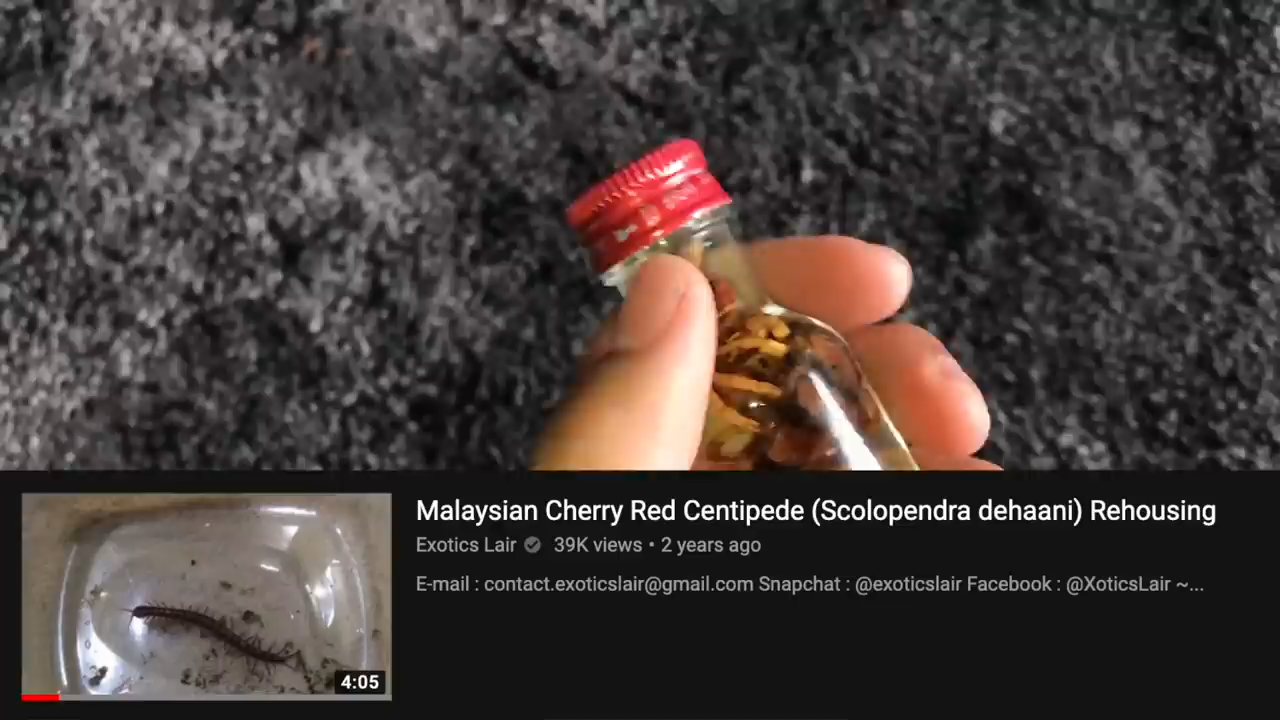 Malaysian Cherry Red Centipede (Scolopendra dehaani) Rehousing
Exotics Lair 39K views • 2 years ago
E-mail : contact.exoticslair@gmail.com Snapchat : @exoticslair Facebook : @XoticsLair ~...
4:05